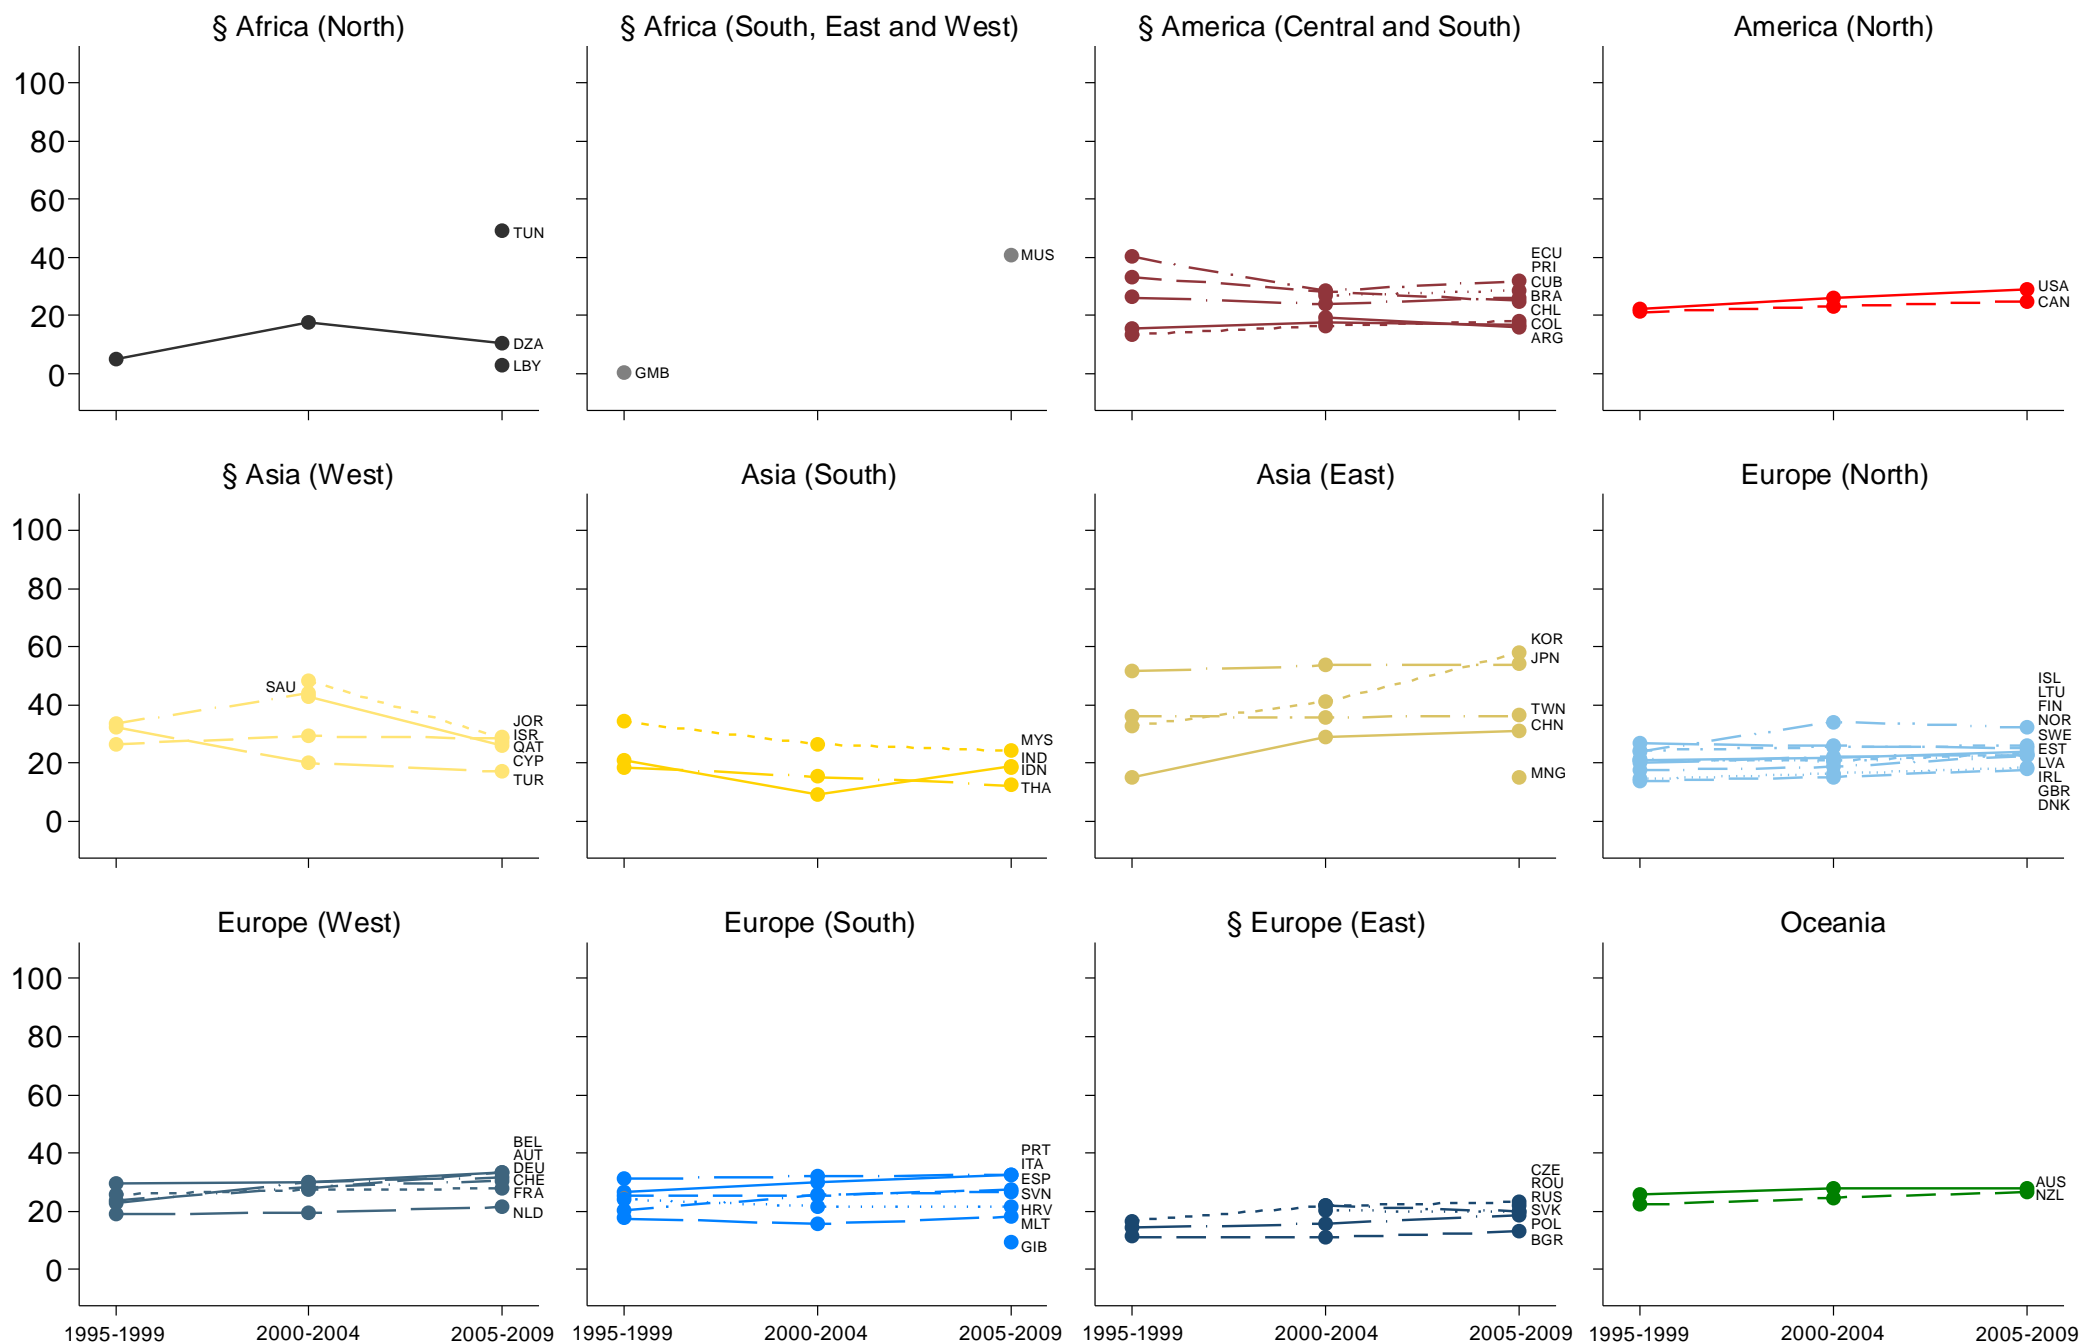 § Africa (North)
§ Africa (South, East and West)
§ America (Central and South)
America (North)
100
80
60
40
20
0
TUN
DZA
LBY
MUS
GMB
ECU
PRI
CUB
BRA
CHL
COL
ARG
USA
CAN
§ Asia (West)
Asia (South)
Asia (East)
Europe (North)
100
80
60
40
20
0
SAU
JOR
ISR
QAT
CYP
TUR
MYS
IND
IDN
THA
KOR
JPN
TWN
CHN
MNG
ISL
LTU
FIN
NOR
SWE
EST
LVA
IRL
GBR
DNK
Europe (West)
Europe (South)
§ Europe (East)
Oceania
100
80
60
40
20
0
BEL
AUT
DEU
CHE
FRA
NLD
PRT
ITA
ESP
SVN
HRV
MLT
GIB
CZE
ROU
RUS
SVK
POL
BGR
AUS
NZL
1995-1999 2000-2004 2005-2009
1995-1999 2000-2004 2005-2009
1995-1999 2000-2004 2005-2009
1995-1999 2000-2004 2005-2009